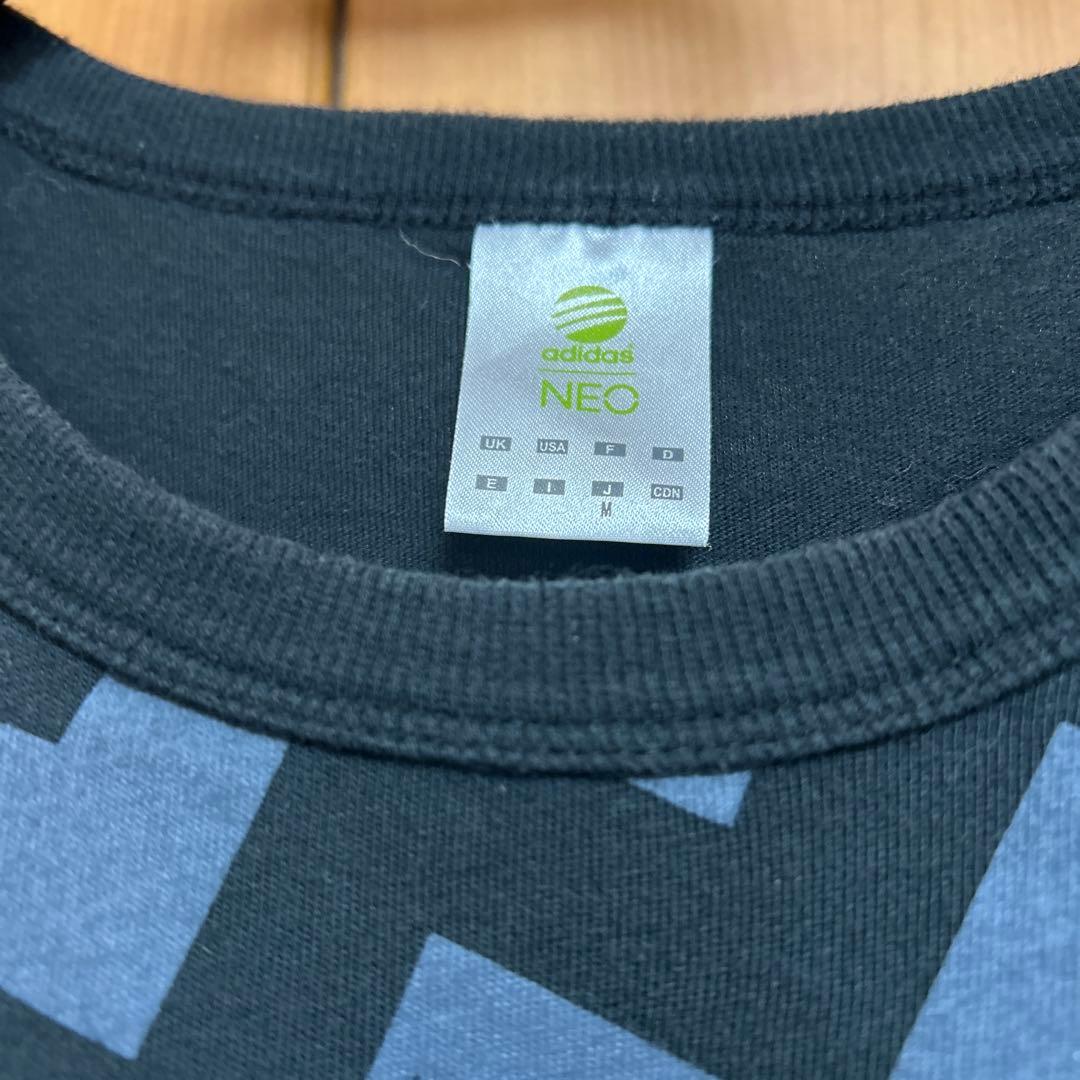 adidas
NEO
UK USA F D
E I J CDN
M